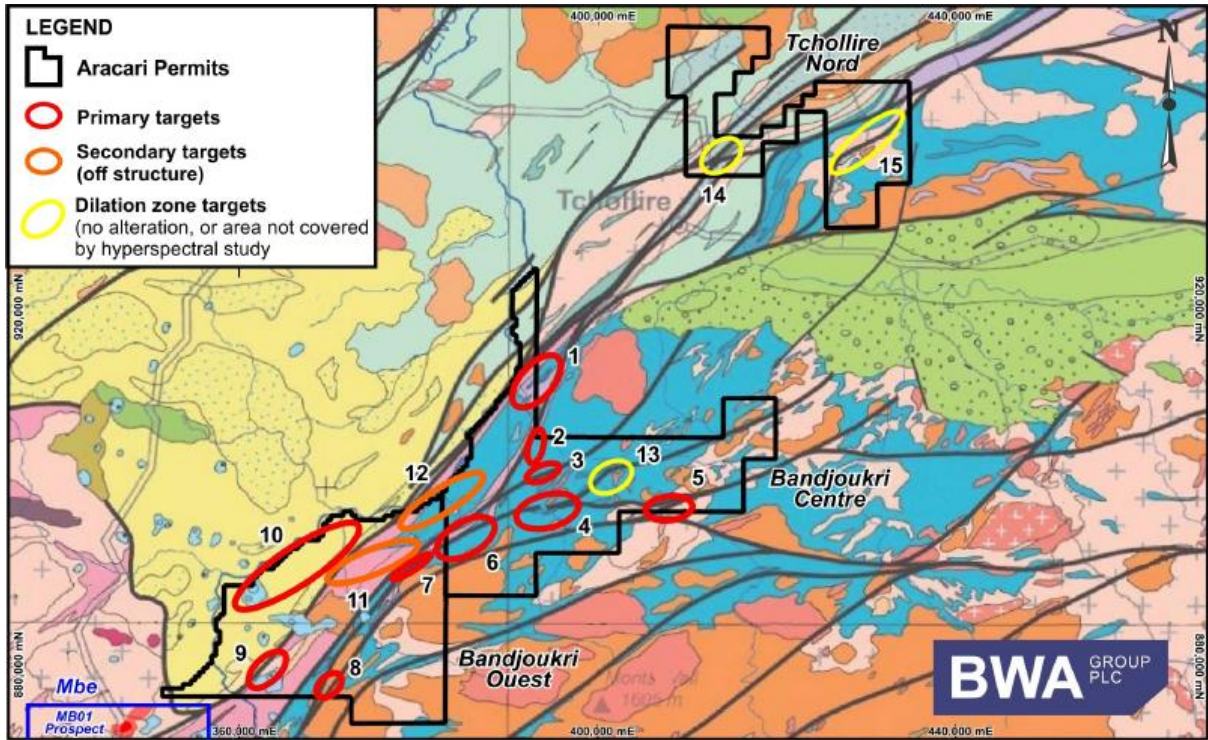 LEGEND
Aracari Permits
Primary targets
Secondary targets
(off structure)
Dilation zone targets
(no alteration, or area not covered
by hyperspectral study
400,000 mE
440,000 mE
N
Tchollire
Nord
14
15
Tchollire
920,000 mN
920,000 mN
1
2
3
13
5
12
4
Bandjoukri
Centre
10
6
7
11
9
8
Bandjoukri
Ouest
880,000 mN
880,000 mN
Mbe
MB01
Prospect
360,000 mE
400,000 mE
440,000 mE
BWA GROUP
PLC